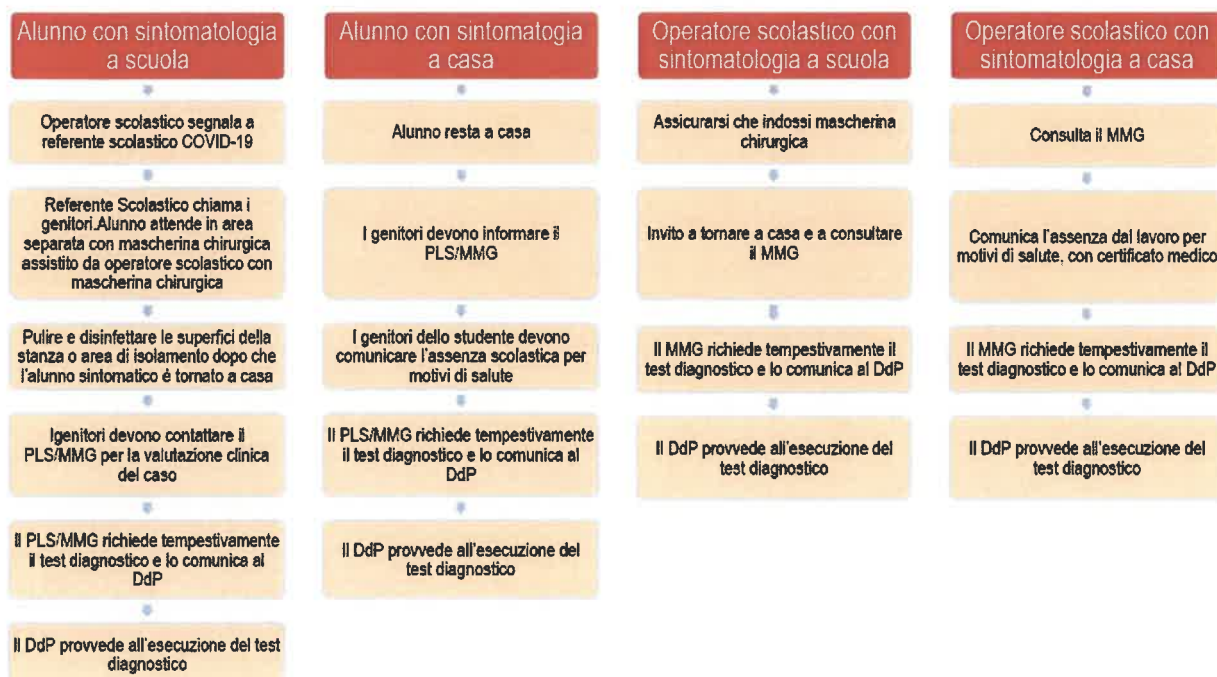 Alunno con sintomatologia
a scuola
Operatore scolastico segnala a
referente scolastico COVID-19
Referente Scolastico chiama i
genitori.Alunno attende in area
separata con mascherina chirurgica
assistito da operatore scolastico con
mascherina chirurgica
Pulire e disinfettare le superfici della
stanza o area di isolamento dopo che
l'alunno sintomatico è tornato a casa
Igenitori devono contattare il
PLS/MMG per la valutazione clinica
del caso
Il PLS/MMG richiede tempestivamente
il test diagnostico e lo comunica al
DdP
Il DdP provvede all'esecuzione del test
diagnostico
Alunno con sintomatogia
a casa
Alunno resta a casa
I genitori devono informare il
PLS/MMG
I genitori dello studente devono
comunicare l'assenza scolastica per
motivi di salute
Il PLS/MMG richiede tempestivamente
il test diagnostico e lo comunica al
DdP
Il DdP provvede all'esecuzione del
test diagnostico
Operatore scolastico con
sintomatologia a scuola
Assicurarsi che indossi mascherina
chirurgica
Invito a tornare a casa e a consultare
il MMG
Il MMG richiede tempestivamente il
test diagnostico e lo comunica al DdP
Il DdP provvede all'esecuzione del
test diagnostico
Operatore scolastico con
sintomatologia a casa
Consulta il MMG
Comunica l'assenza dal lavoro per
motivi di salute, con certificato medico
Il MMG richiede tempestivamente il
test diagnostico e lo comunica al DdP
Il DdP provvede all'esecuzione del
test diagnostico